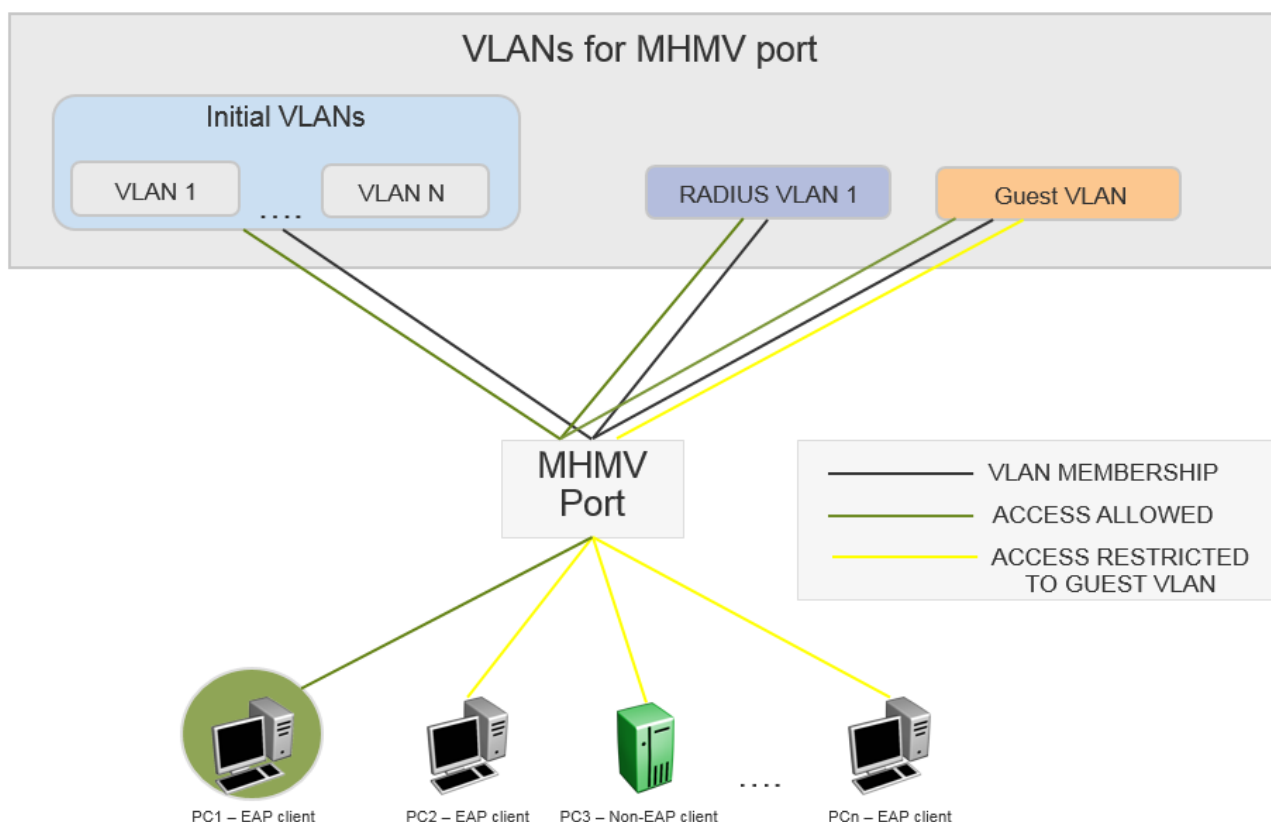 VLANs for MHMV port
Initial VLANs
VLAN 1
....
VLAN N
RADIUS VLAN 1
Guest VLAN
MHMV
Port
VLAN MEMBERSHIP
ACCESS ALLOWED
ACCESS RESTRICTED
TO GUEST VLAN
....
PC1 – EAP client
PC2 – EAP client
PC3 – Non-EAP client
PCn – EAP client